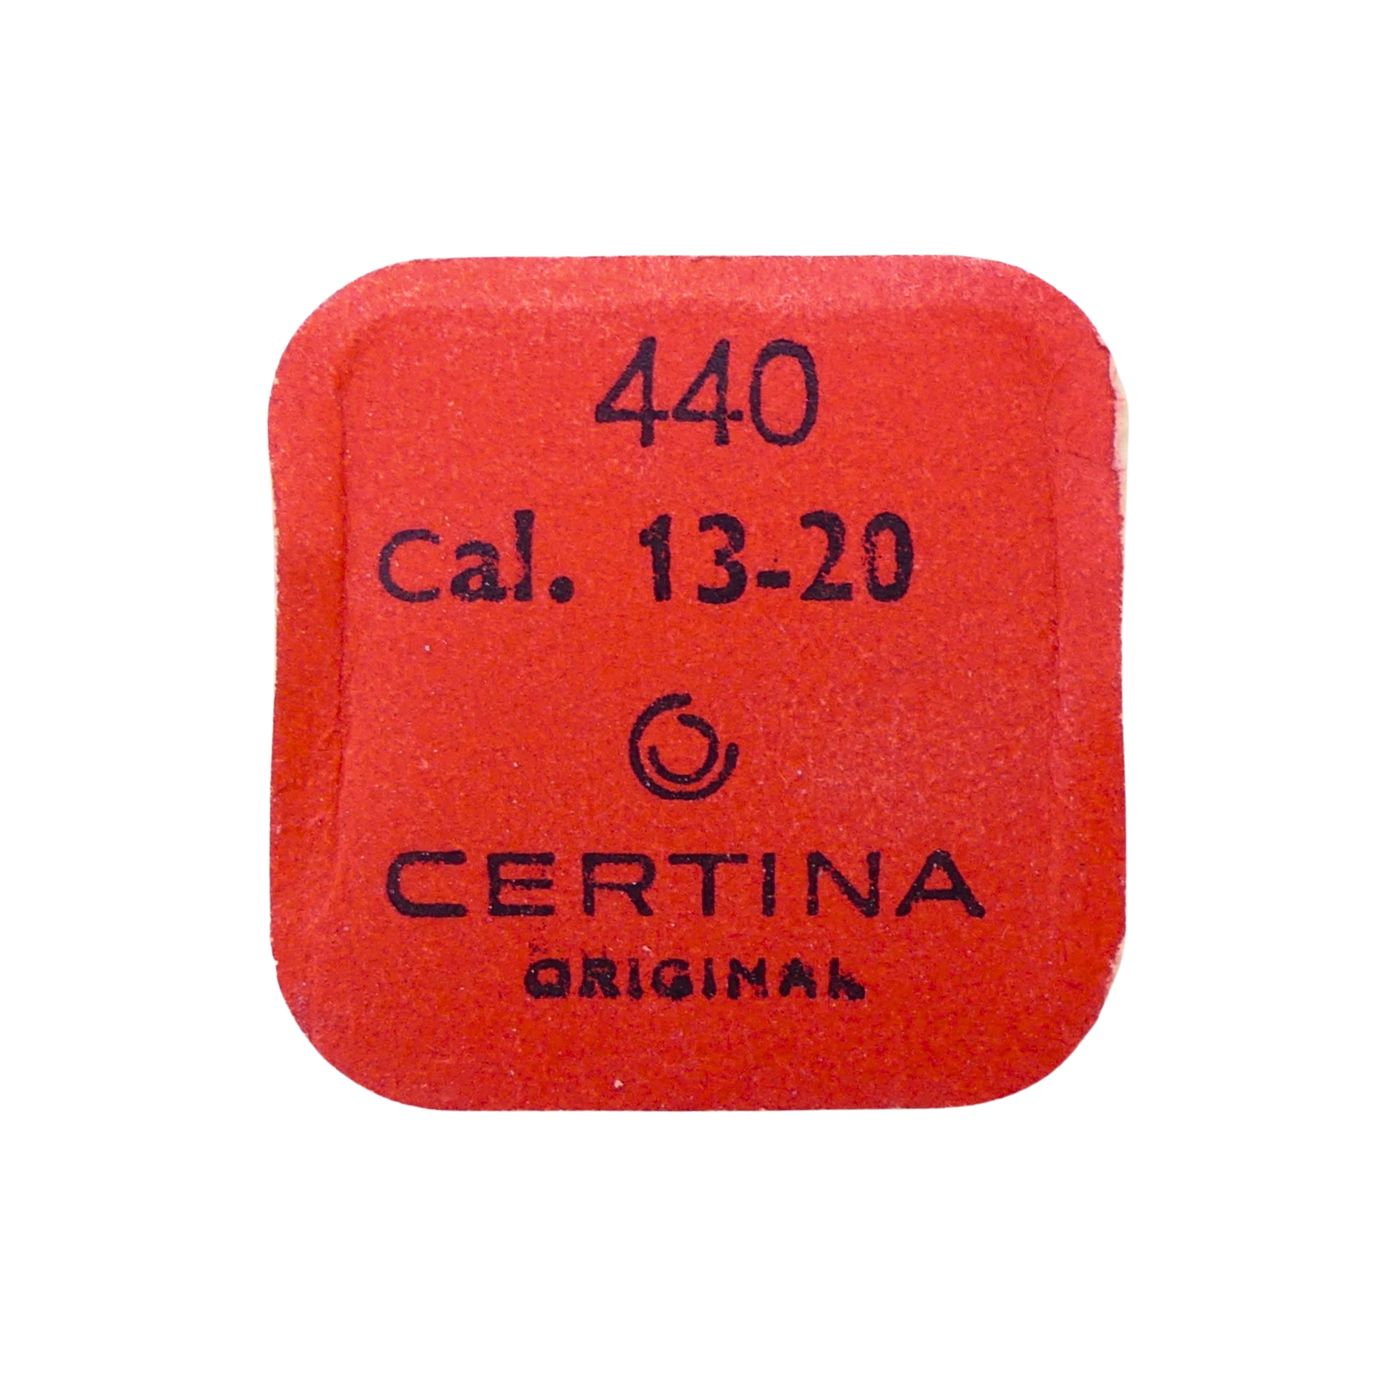 440
Cal. 13-20
CERTINA
ORIGINAL